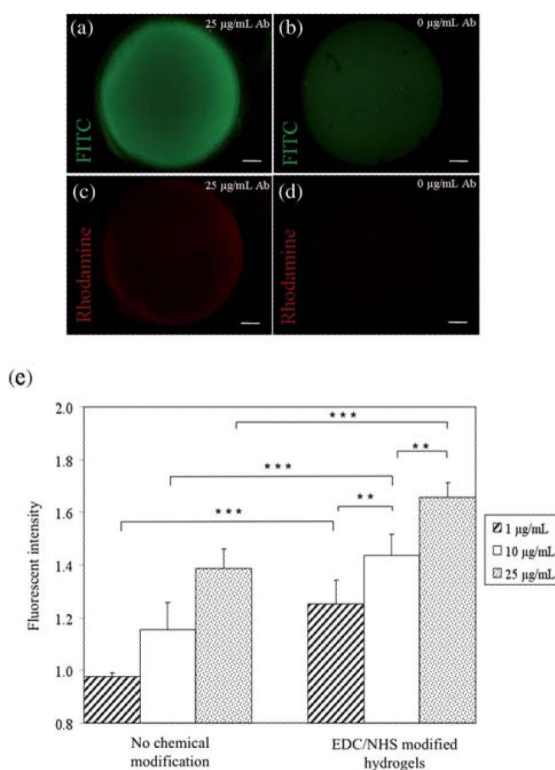 (a)
25 µg/mL Ab
FITC
(b)
0 µg/mL Ab
FITC
(c)
25 µg/mL Ab
Rhodamine
(d)
0 µg/mL Ab
Rhodamine
(e)
Fluorescent intensity
2.0
1.8
1.6
1.4
1.2
1.0
0.8
***
***
***
**
**
1 µg/mL
10 µg/mL
25 µg/mL
No chemical
modification
EDC/NHS modified
hydrogels